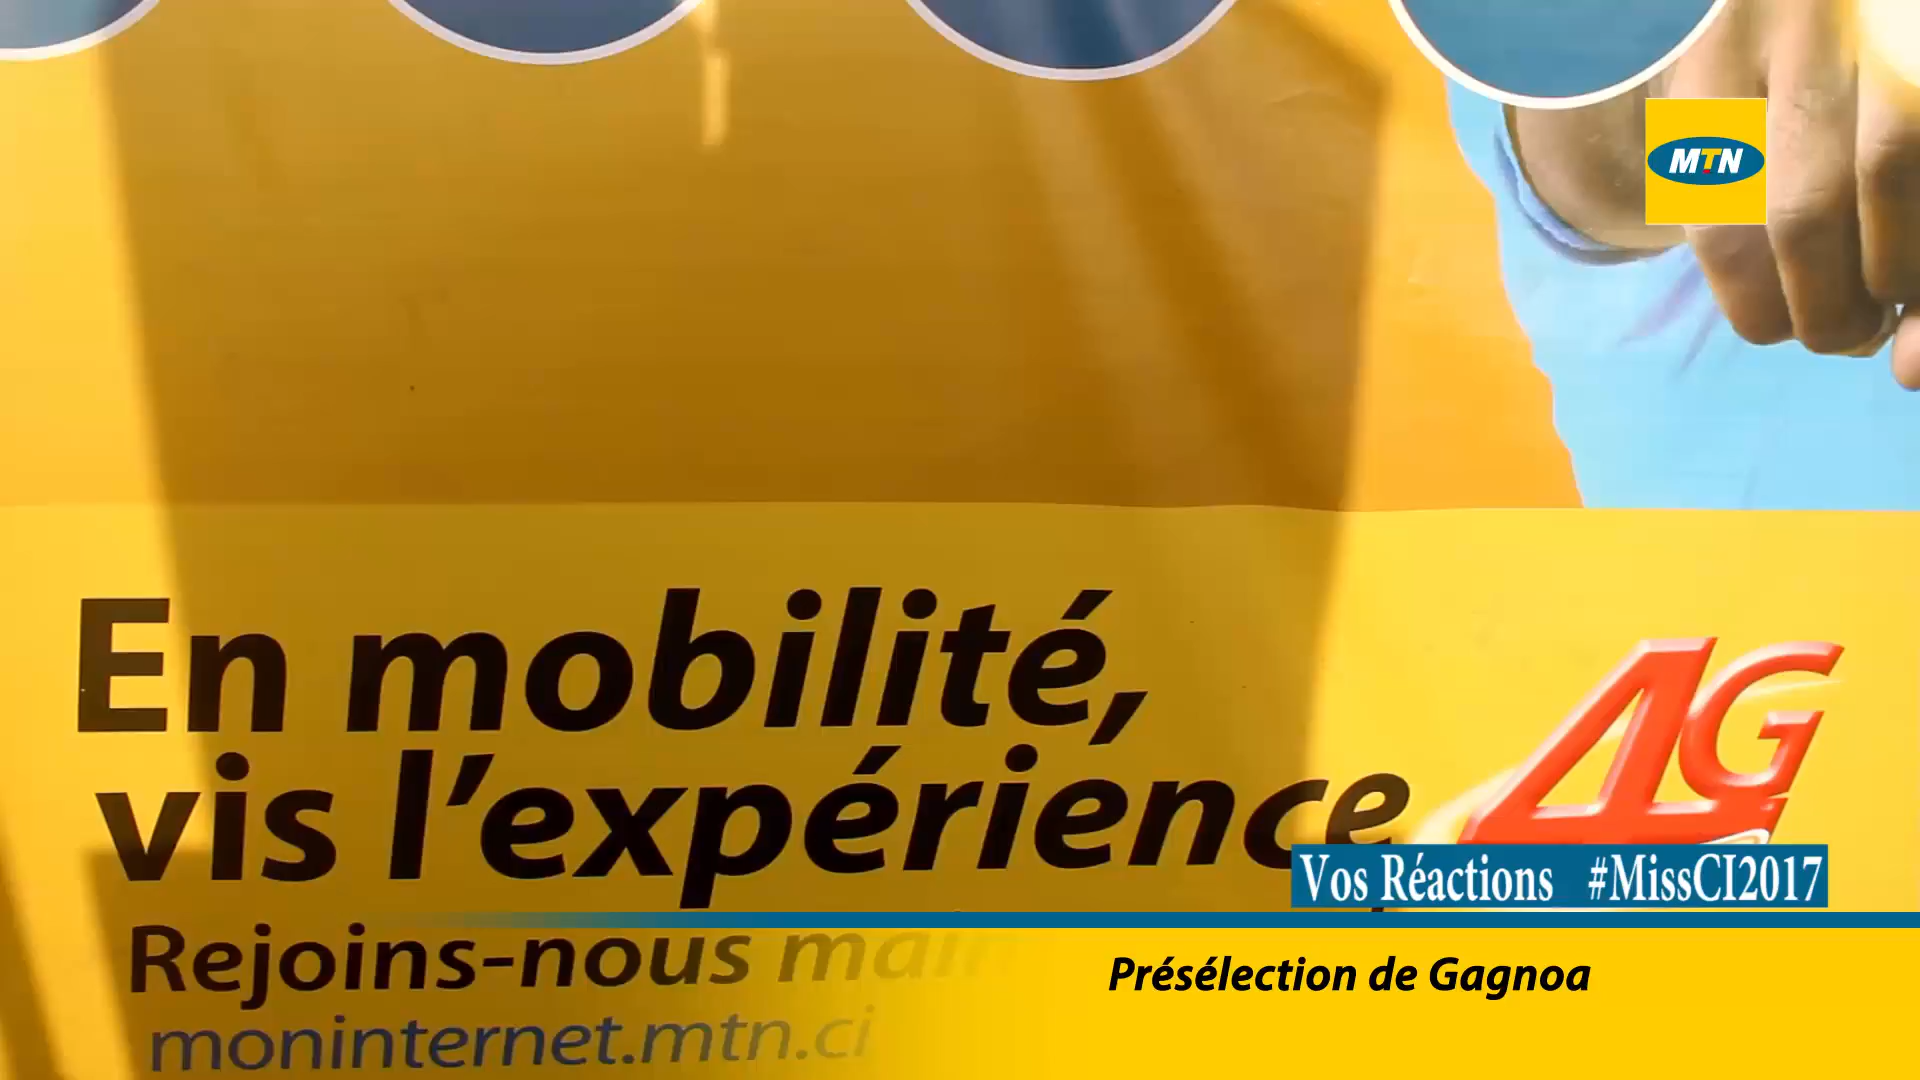 MTN
En mobilité,
vis l'expérience
4G
Vos Réactions #MissCI2017
Rejoins-nous
Présélection de Gagnoa
moninternet.mtn.ci